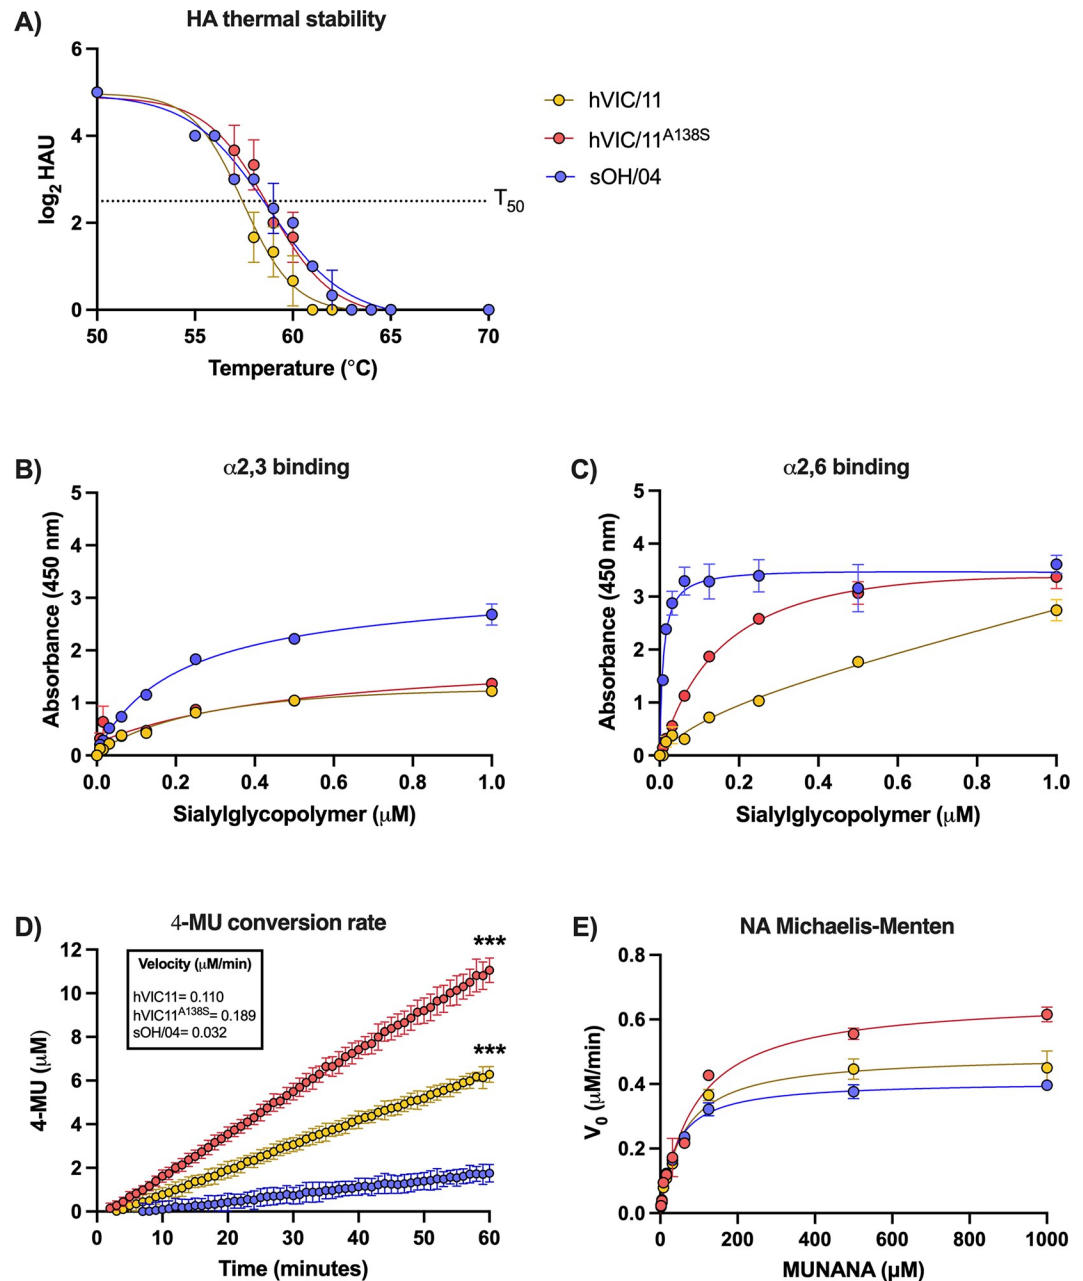 A)
HA thermal stability
log2 HAU
6
4
2
0
50
55
60
65
70
Temperature (°C)
T50
hVIC/11
hVIC/11A138S
sOH/04
B)
α2,3 binding
Absorbance (450 nm)
5
4
3
2
1
0
0.0
0.2
0.4
0.6
0.8
1.0
Sialylglycopolymer (μM)
C)
α2,6 binding
Absorbance (450 nm)
5
4
3
2
1
0
0.0
0.2
0.4
0.6
0.8
1.0
Sialylglycopolymer (μM)
D)
4-MU conversion rate
4-MU (μM)
12
10
8
6
4
2
0
Velocity (μM/min)
hVIC11= 0.110
hVIC11A138S= 0.189
sOH/04= 0.032
***
***
0
10
20
30
40
50
60
Time (minutes)
E)
NA Michaelis-Menten
V0 (μM/min)
0.8
0.6
0.4
0.2
0.0
0
200
400
600
800
1000
MUNANA (μM)